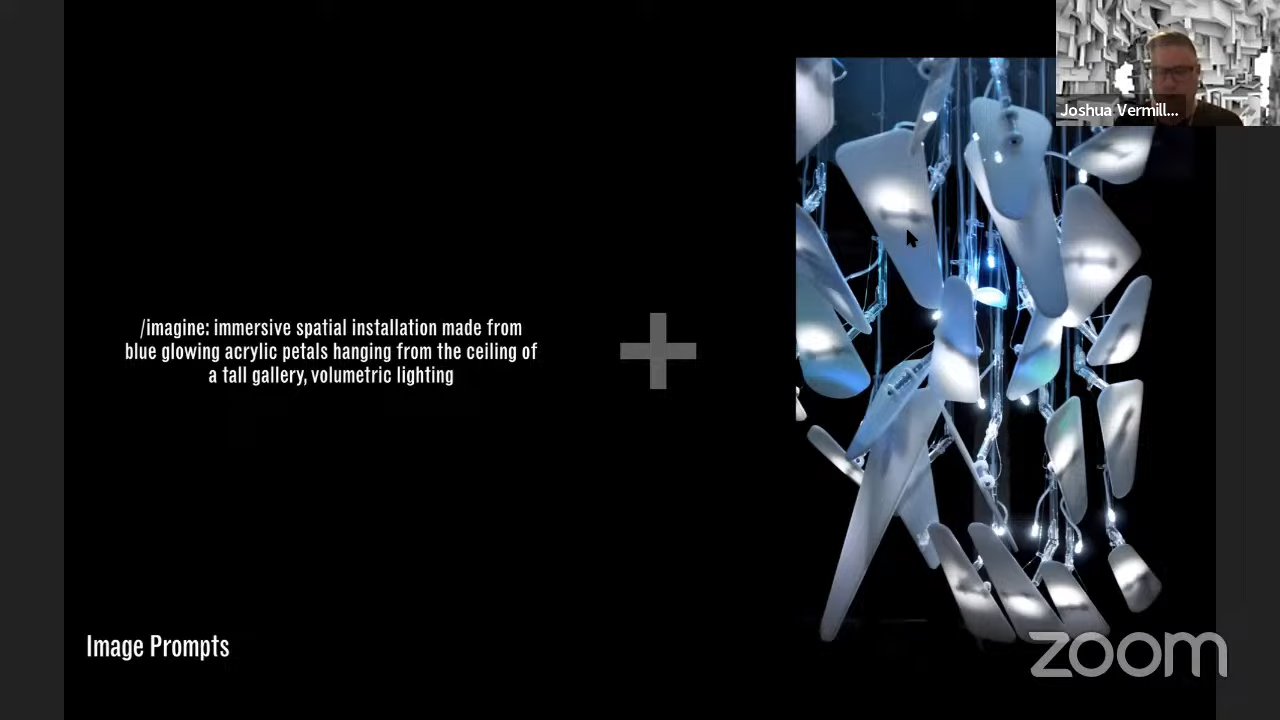 Joshua Vermill...
/imagine: immersive spatial installation made from
blue glowing acrylic petals hanging from the ceiling of
a tall gallery, volumetric lighting
Image Prompts
zoom